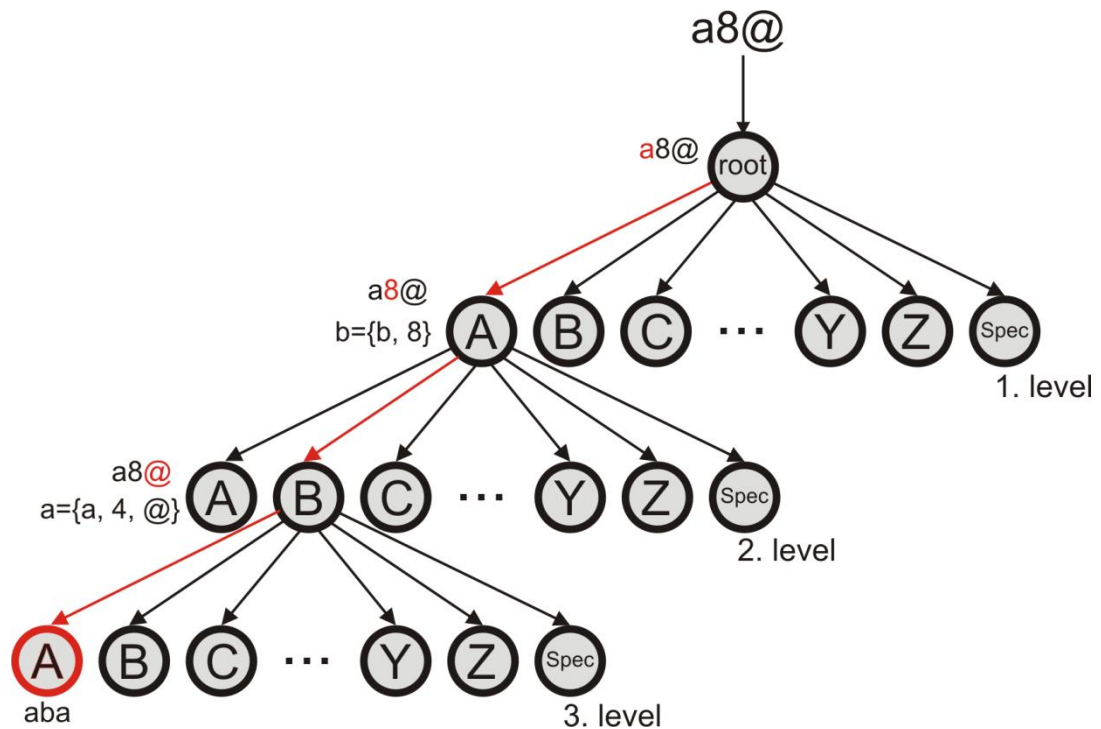 a8@
a8@
root
a8@
b={b, 8}
A B C ... Y Z Spec
1. level
a8@
a={a, 4, @}
A B C ... Y Z Spec
2. level
A B C ... Y Z Spec
aba
3. level